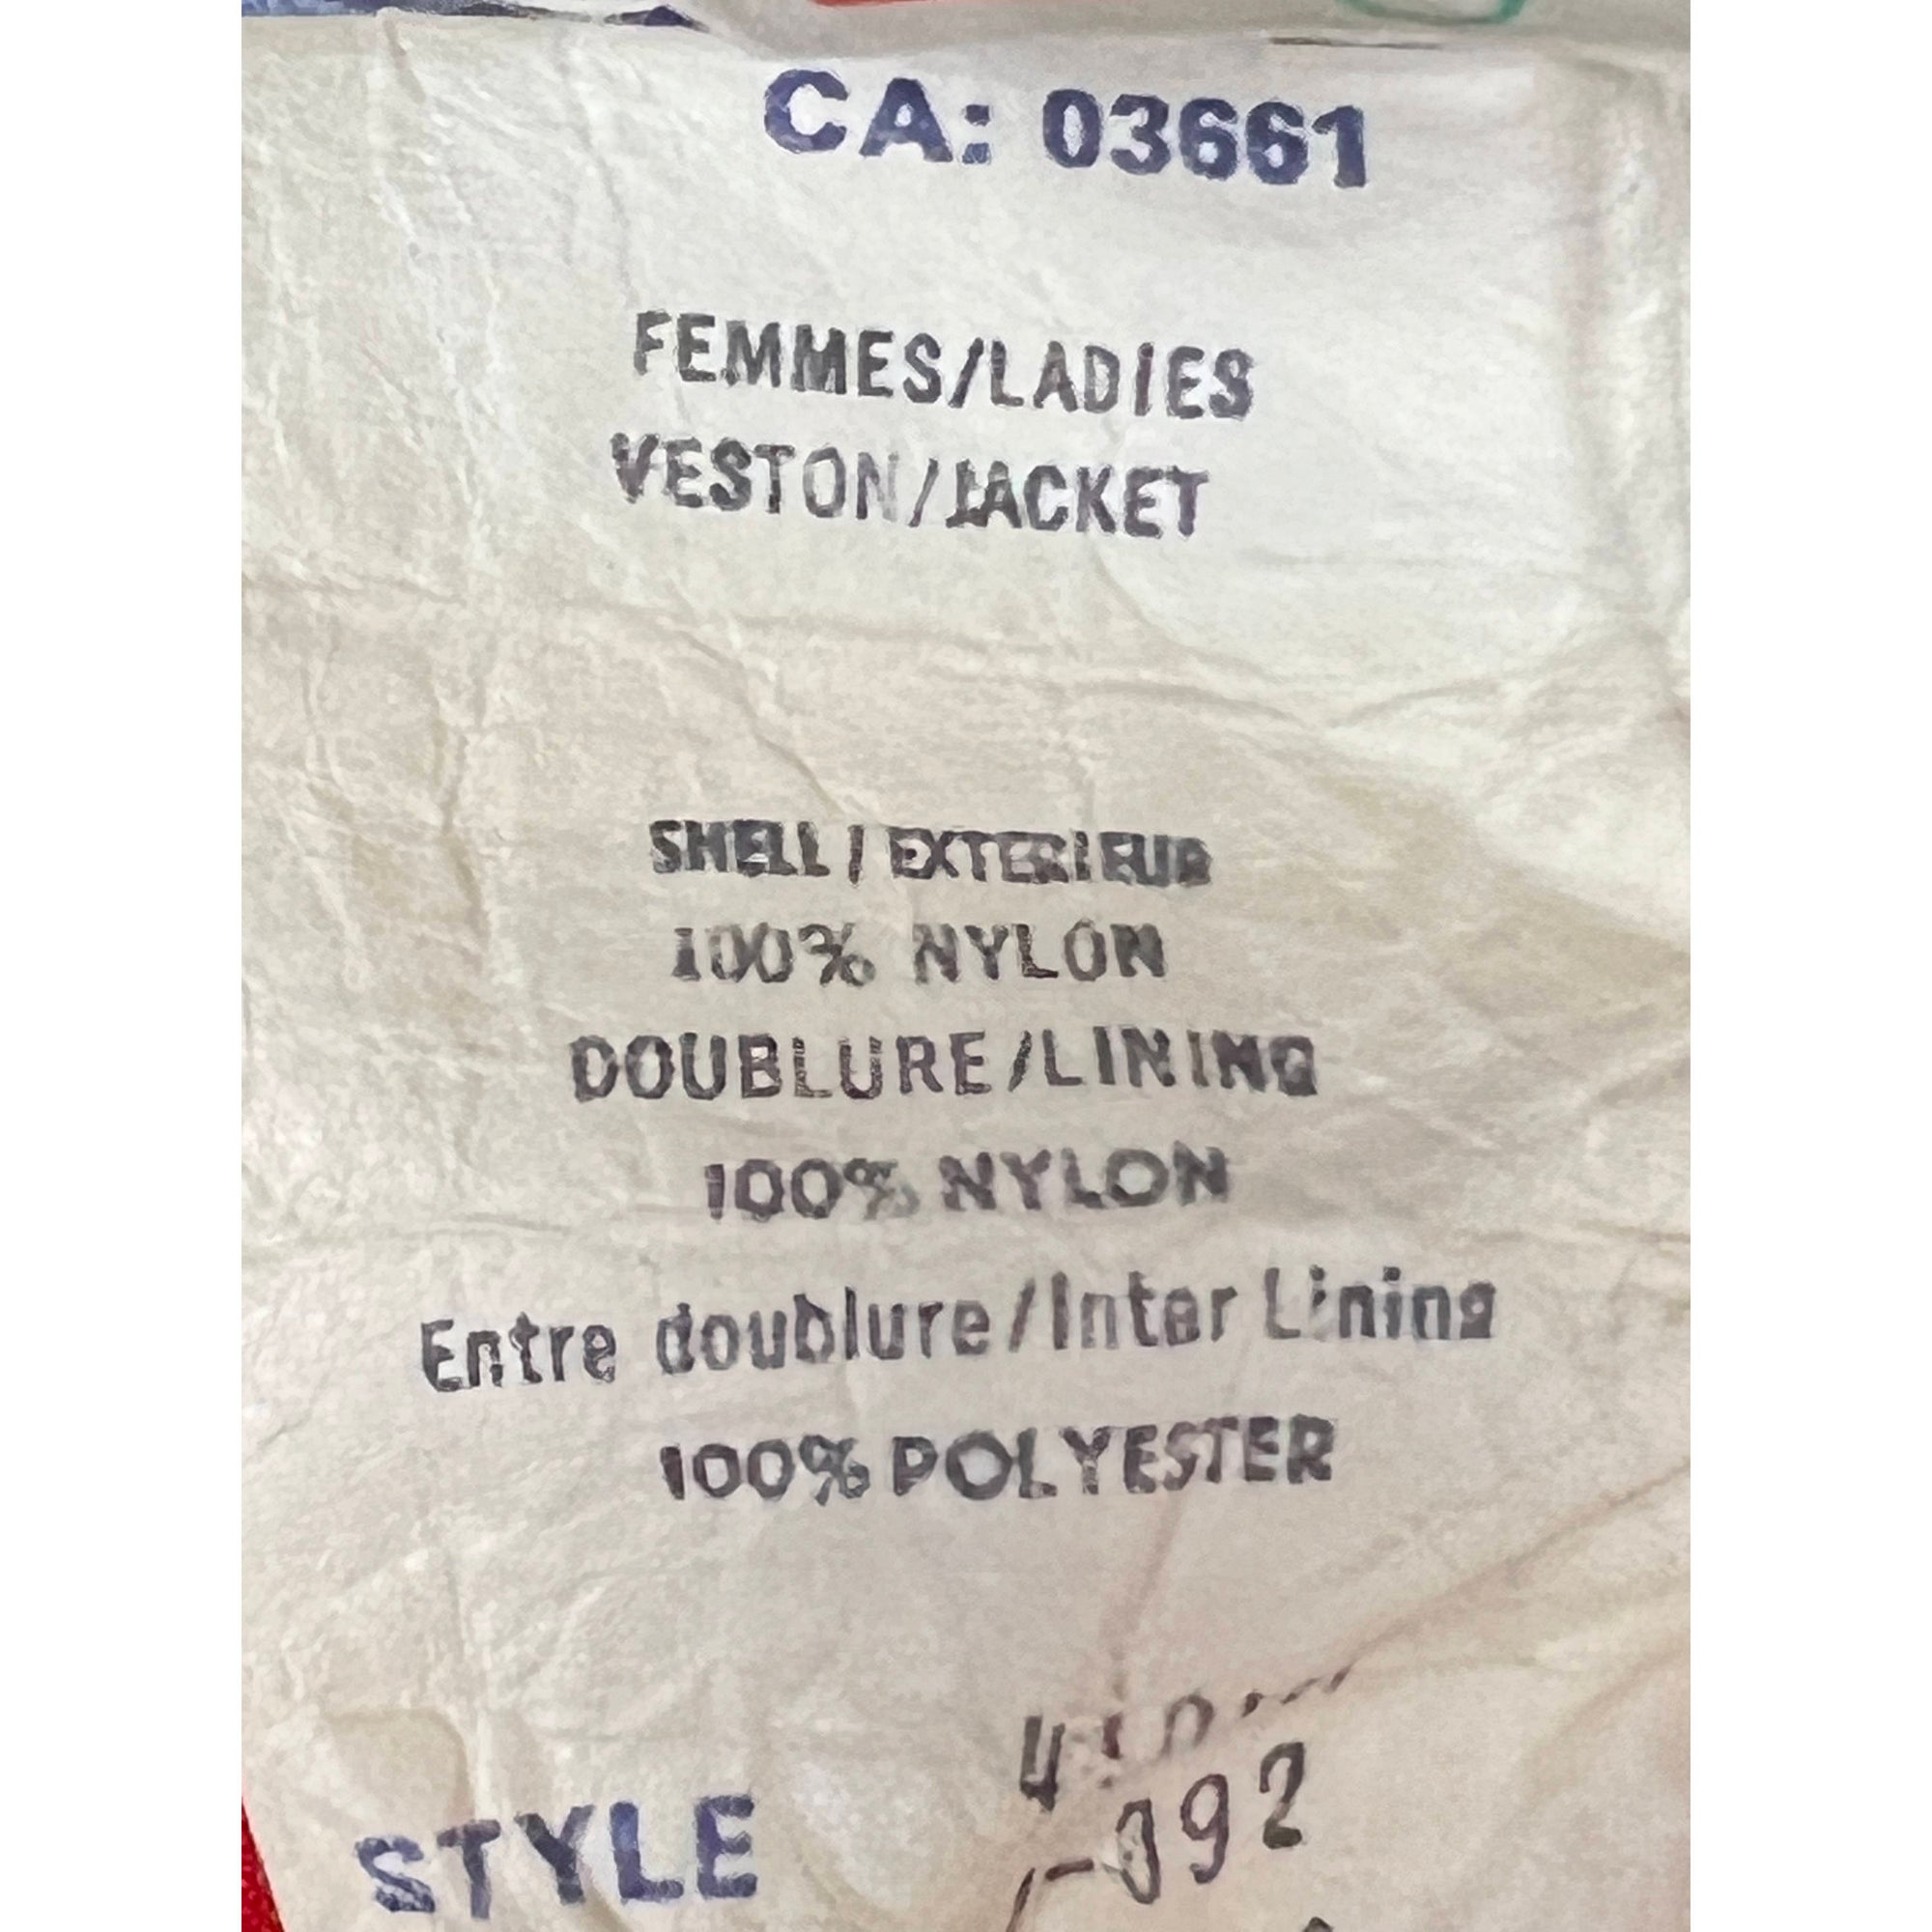 CA: 03661
FEMMES/LADIES
VESTON/JACKET
SHELL/EXTERIEUR
100% NYLON
DOUBLURE/LINING
100% NYLON
Entre doublure/Inter Lining
100% POLYESTER
092
STYLE